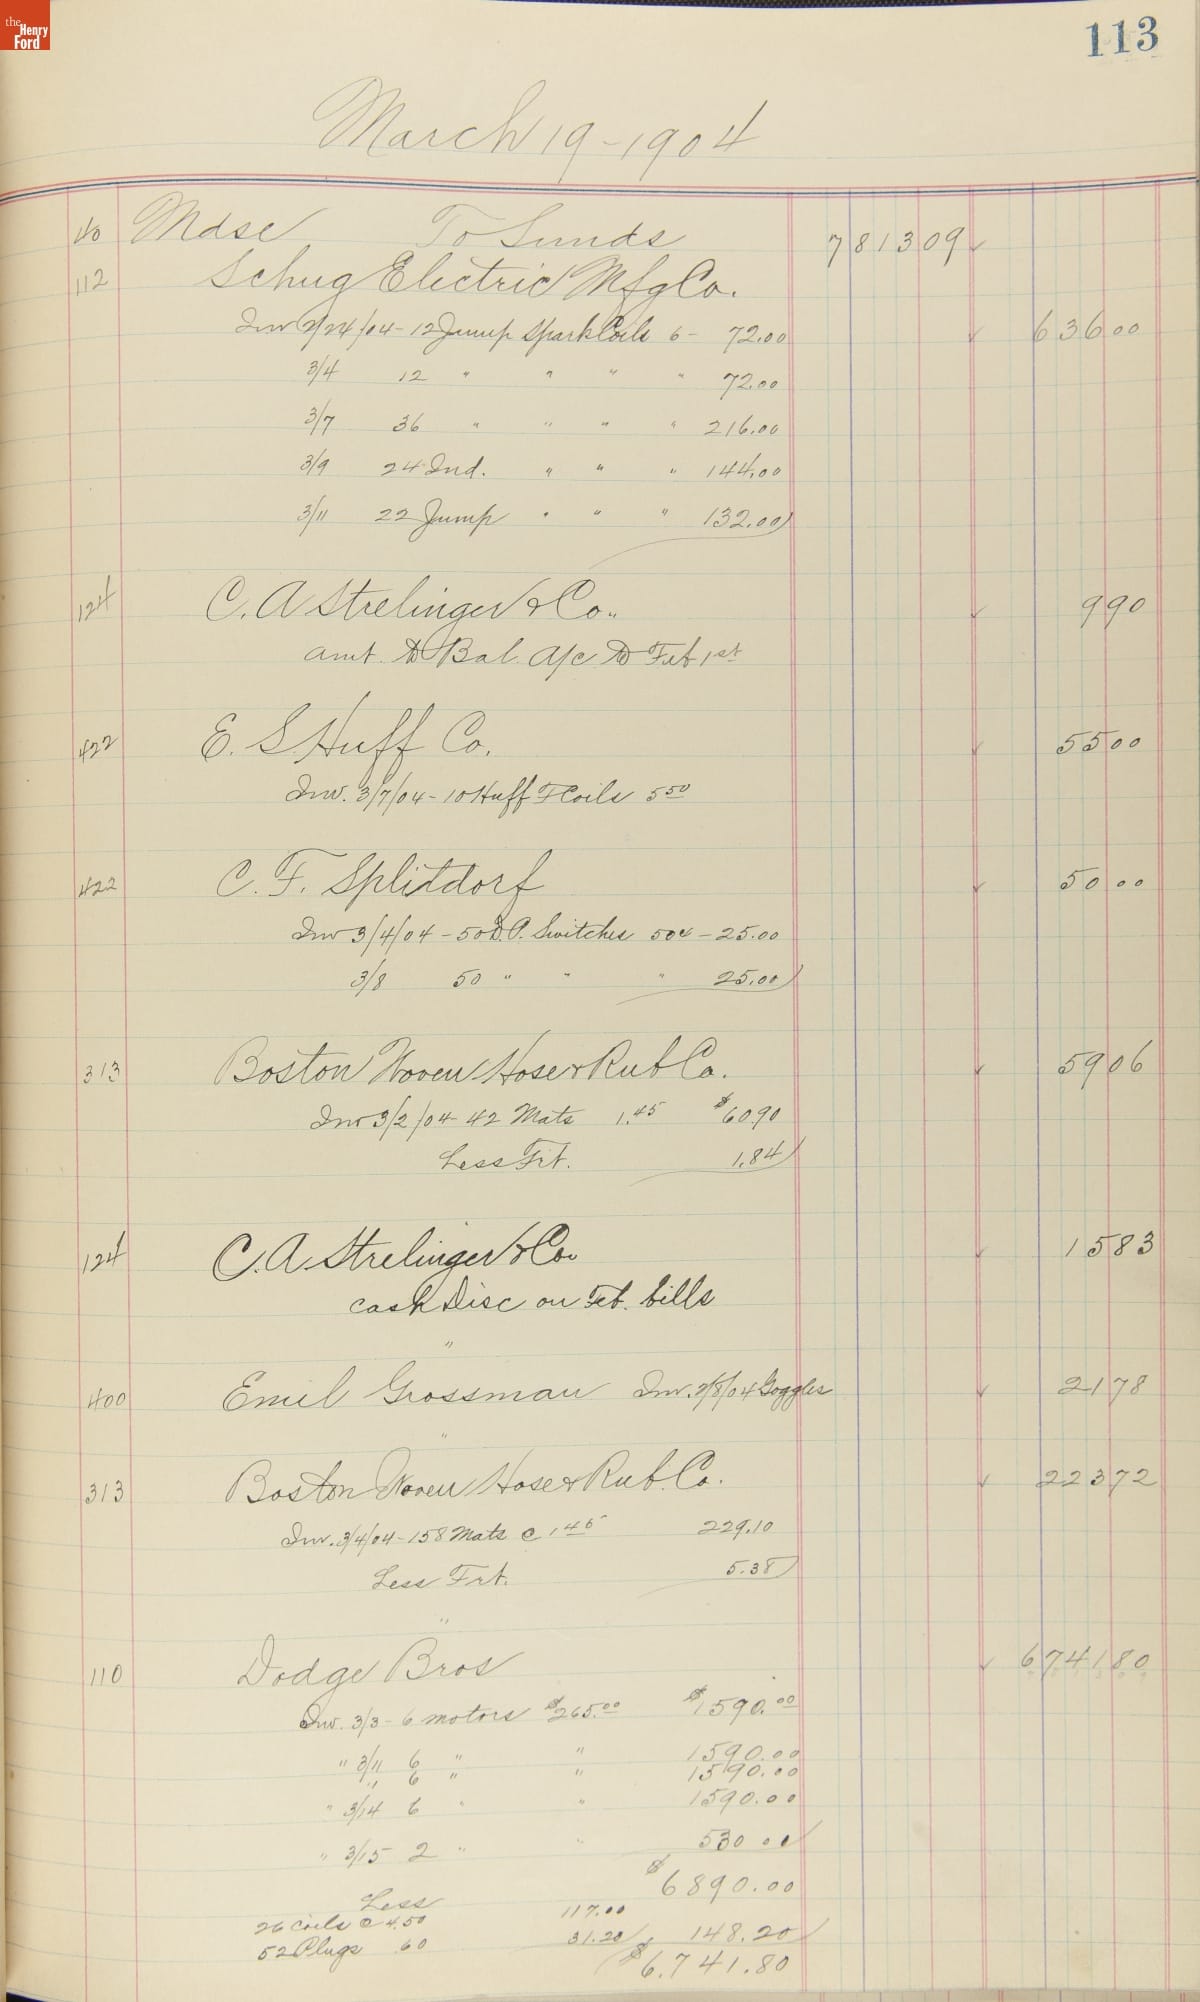 the Henry Ford
113
March 19-1904
40 Mdse To Sunds 781309 ✓
112 Schug Electric Mfg Co.
Inv 2/24/04-12 Jump Spark Coils 6- 72.00 ✓ 63600
3/4 12 " " " " 72.00
3/7 36 " " " " 216.00
3/9 24 Ind. " " " 144.00
3/11 22 Jump " " " 132.00
124 C. A Strelinger & Co. ✓ 990
Amt. to Bal. A/c to Feb 1st
422 E. S Huff Co. ✓ 5500
Inv. 3/7/04-10 Huff F Coils 5 50
422 C. F. Splitdorf ✓ 5000
Inv 3/4/04-50 D.P. Switches 50¢-25.00
3/8 50 " " " 25.00
313 Boston Woven Hose & Rub Co. ✓ 5906
Inv 3/2/04-42 Mats 1.45 $60.90
Less Frt. 1.84
124 C. A. Strelinger & Co. ✓ 1583
cash Disc on Feb. bills
"
400 Emil Grossman Inv. 2/8/04 Goggles ✓ 2178
"
313 Boston Woven Hose & Rub. Co. ✓ 22372
Inv. 3/4/04-158 Mats @ 1 45 229.10
Less Frt. 5.38
"
110 Dodge Bros ✓ 674180
Inv. 3/3-6 motors $265.00 $1590.00
" 3/11 6 " " 1590.00
" 6 " " 1590.00
" 3/14 6 " " 1590.00
" 3/15 2 " " 530 00
$6890.00
Less
26 Coils @ 4.50 117.00
52 Plugs 60 31.20 148.20
$6,741.80